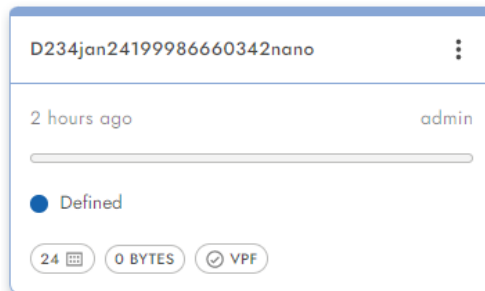 D234jan24199986660342nano
2 hours ago admin
Defined
24 0 BYTES VPF